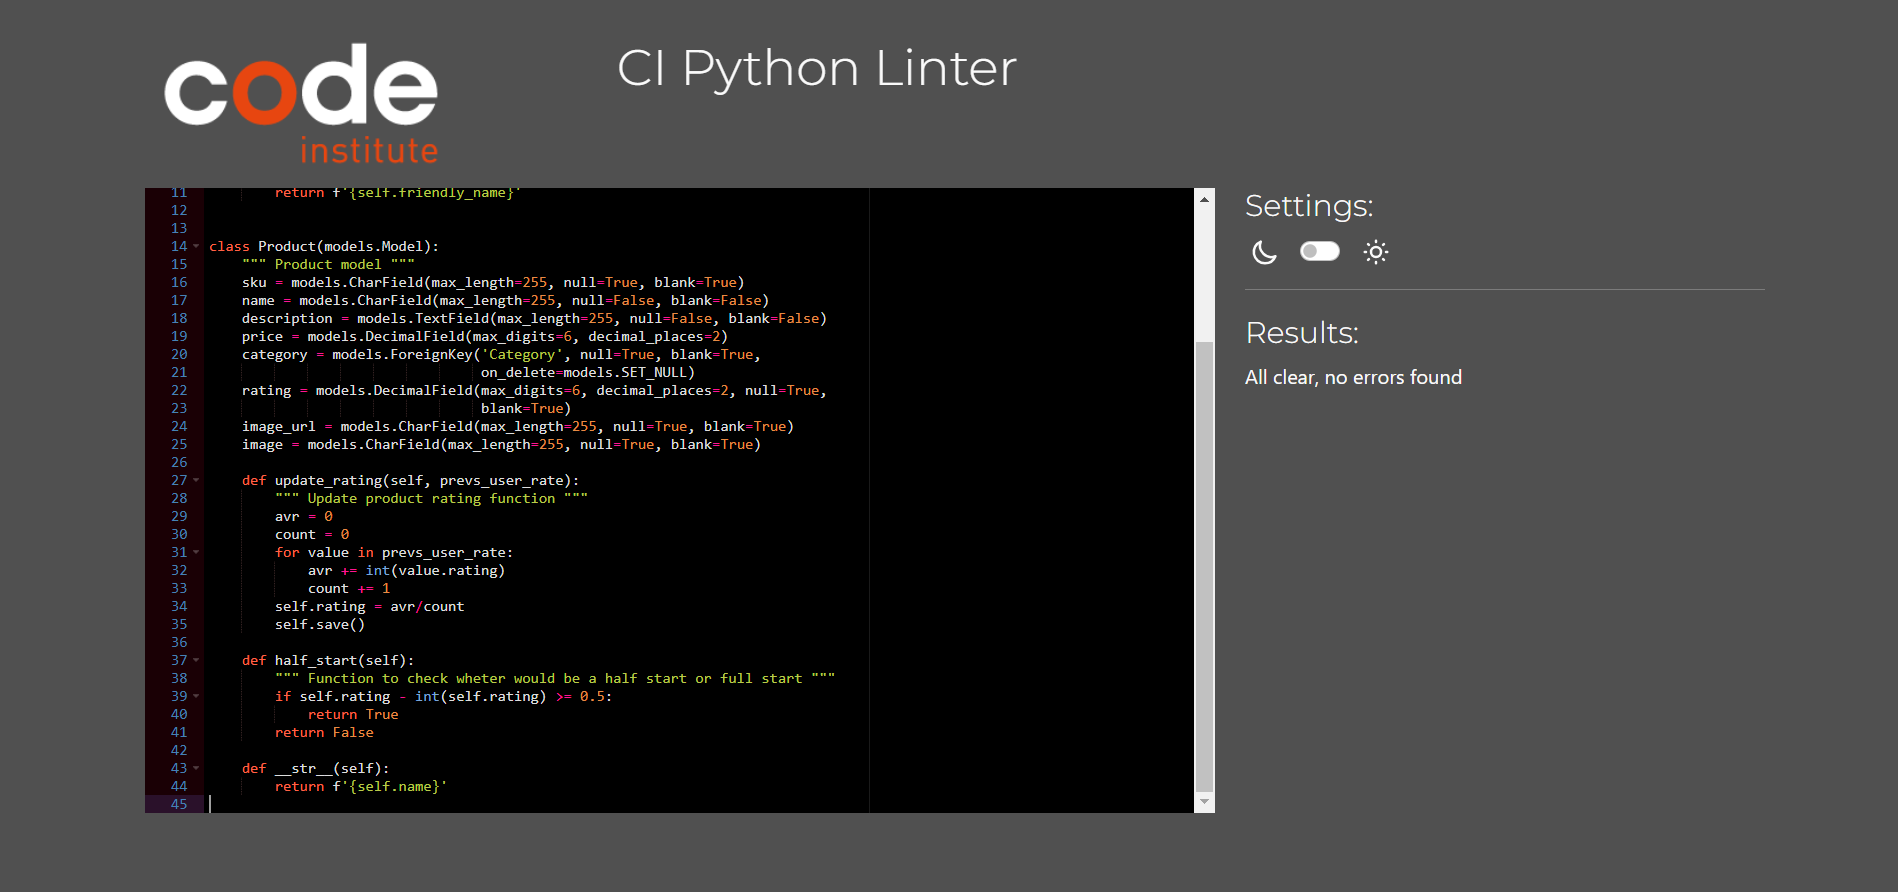 code
institute
CI Python Linter
11 return f'{self.friendly_name}'
12
13
14 class Product(models.Model):
15 """ Product model """
16 sku = models.CharField(max_length=255, null=True, blank=True)
17 name = models.CharField(max_length=255, null=False, blank=False)
18 description = models.TextField(max_length=255, null=False, blank=False)
19 price = models.DecimalField(max_digits=6, decimal_places=2)
20 category = models.ForeignKey('Category', null=True, blank=True,
21 on_delete=models.SET_NULL)
22 rating = models.DecimalField(max_digits=6, decimal_places=2, null=True,
23 blank=True)
24 image_url = models.CharField(max_length=255, null=True, blank=True)
25 image = models.CharField(max_length=255, null=True, blank=True)
26
27 def update_rating(self, prevs_user_rate):
28 """ Update product rating function """
29 avr = 0
30 count = 0
31 for value in prevs_user_rate:
32 avr += int(value.rating)
33 count += 1
34 self.rating = avr/count
35 self.save()
36
37 def half_start(self):
38 """ Function to check wheter would be a half start or full start """
39 if self.rating - int(self.rating) >= 0.5:
40 return True
41 return False
42
43 def __str__(self):
44 return f'{self.name}'
45
Settings:
Results:
All clear, no errors found